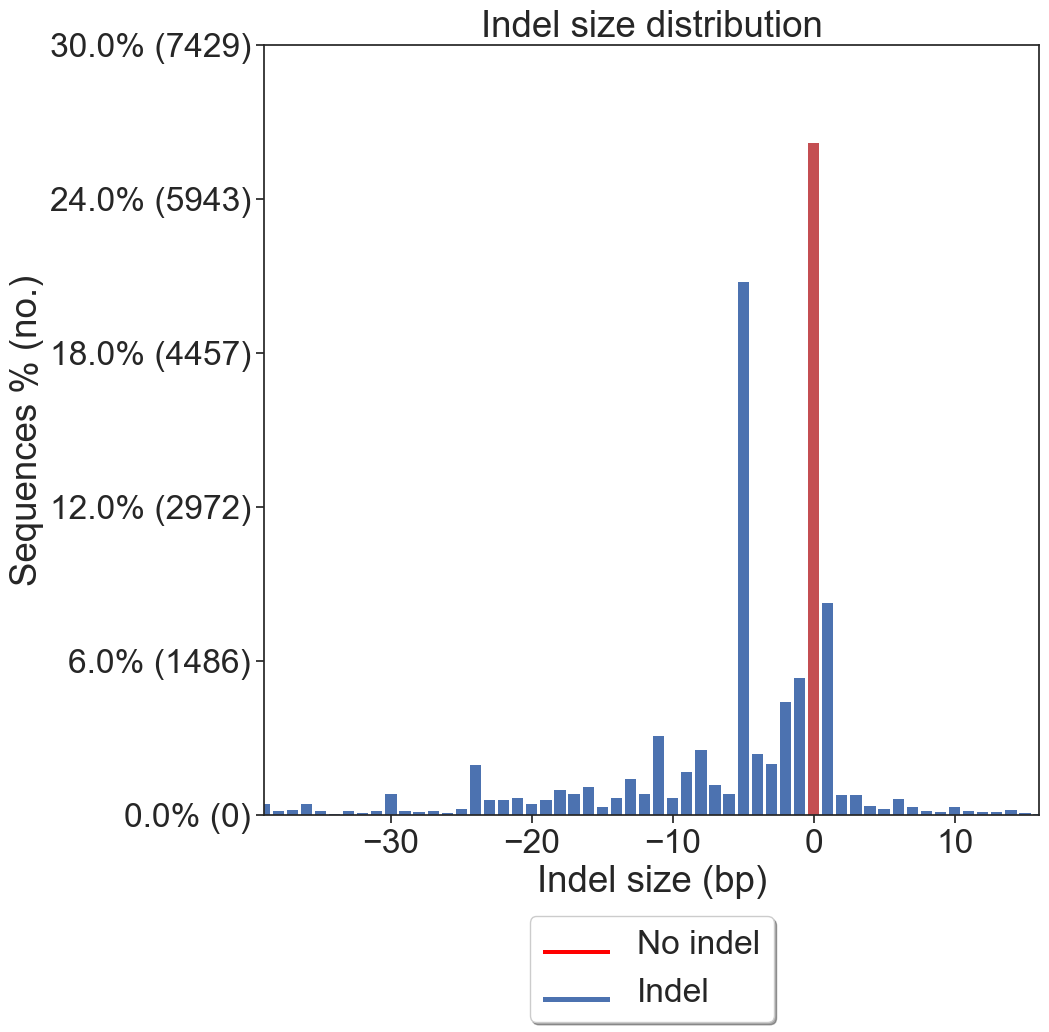 Indel size distribution
30.0% (7429)
24.0% (5943)
18.0% (4457)
12.0% (2972)
6.0% (1486)
0.0% (0)
Sequences % (no.)
−30 −20 −10 0 10
Indel size (bp)
No indel
Indel